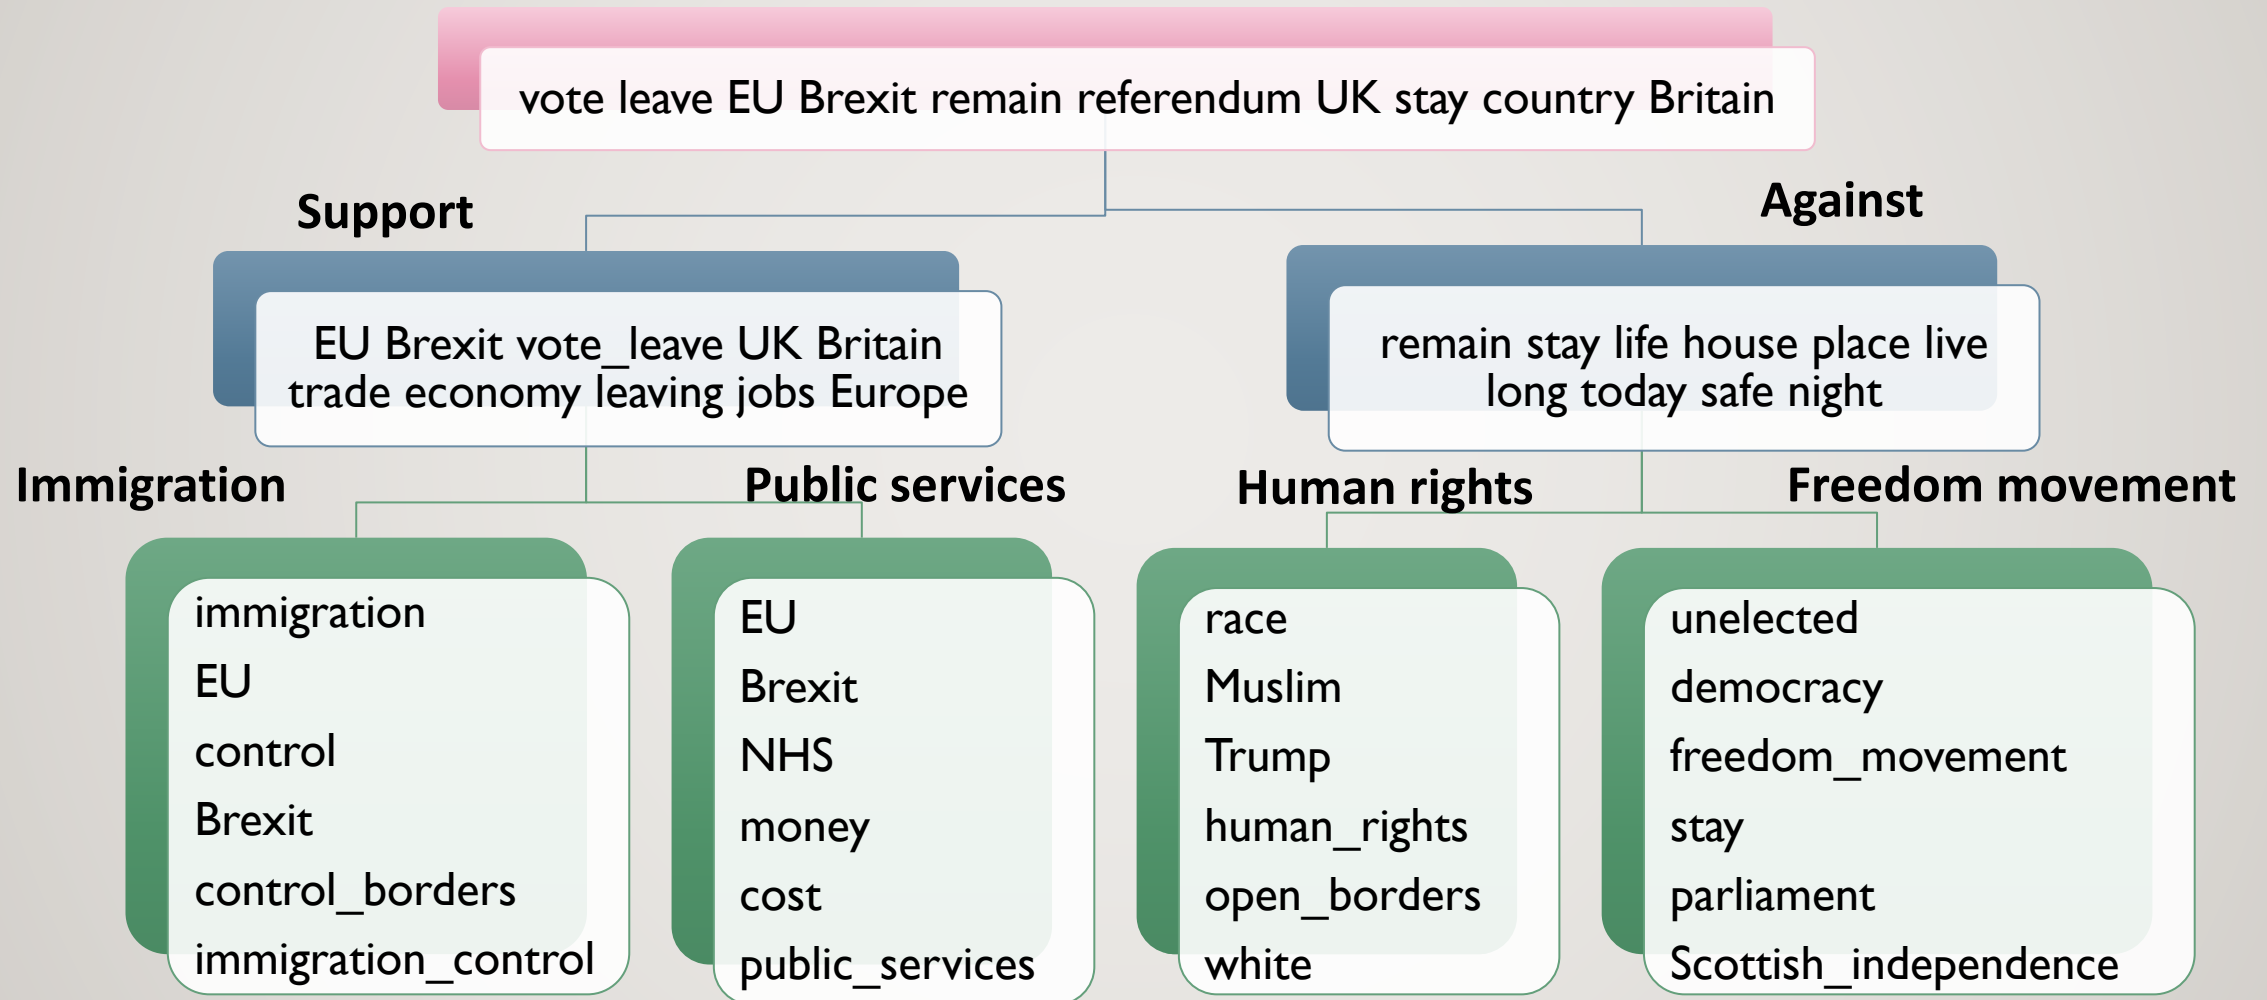 vote leave EU Brexit remain referendum UK stay country Britain
Support
Against
EU Brexit vote_leave UK Britain
trade economy leaving jobs Europe
remain stay life house place live
long today safe night
Immigration
Public services
Human rights
Freedom movement
immigration
EU
control
Brexit
control_borders
immigration_control
EU
Brexit
NHS
money
cost
public_services
race
Muslim
Trump
human_rights
open_borders
white
unelected
democracy
freedom_movement
stay
parliament
Scottish_independence